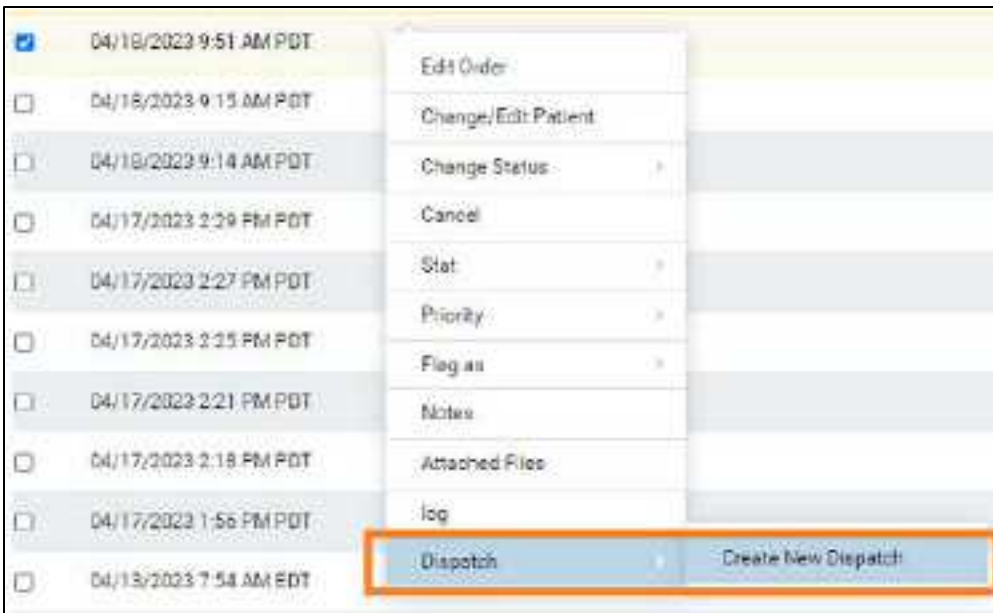 04/18/2023 9:51 AM PDT
Edit Order
04/18/2023 9:15 AM PDT
Change/Edit Patient
04/18/2023 9:14 AM PDT
Change Status
04/17/2023 2:29 PM PDT
Cancel
04/17/2023 2:27 PM PDT
Stat
Priority
04/17/2023 2:25 PM PDT
Flag as
04/17/2023 2:21 PM PDT
Notes
04/17/2023 2:18 PM PDT
Attached Files
04/17/2023 1:56 PM PDT
log
Dispatch
Create New Dispatch
04/13/2023 7:54 AM EDT